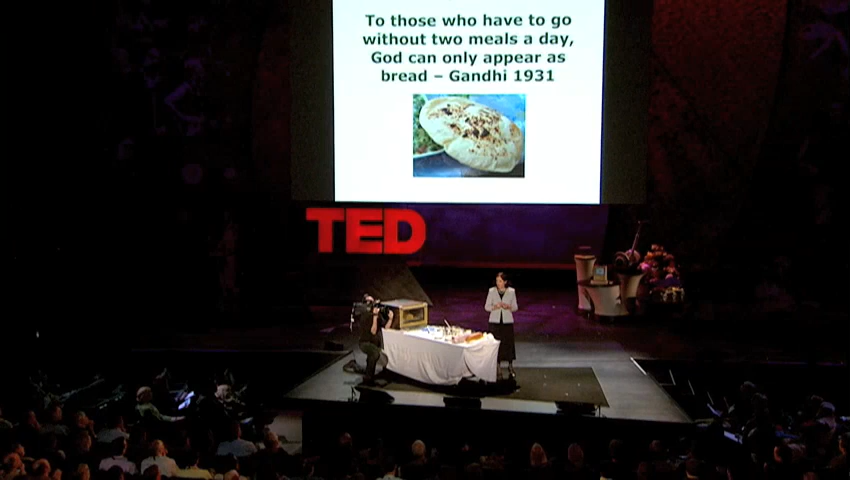 To those who have to go
without two meals a day,
God can only appear as
bread – Gandhi 1931
TED